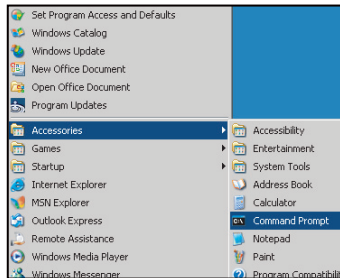 Set Program Access and Defaults
Windows Catalog
Windows Update
New Office Document
Open Office Document
Program Updates
Accessories
Games
Startup
Internet Explorer
MSN Explorer
Outlook Express
Remote Assistance
Windows Media Player
Windows Messenger
Accessibility
Entertainment
System Tools
Address Book
Calculator
Command Prompt
Notepad
Paint
Program Compatibili